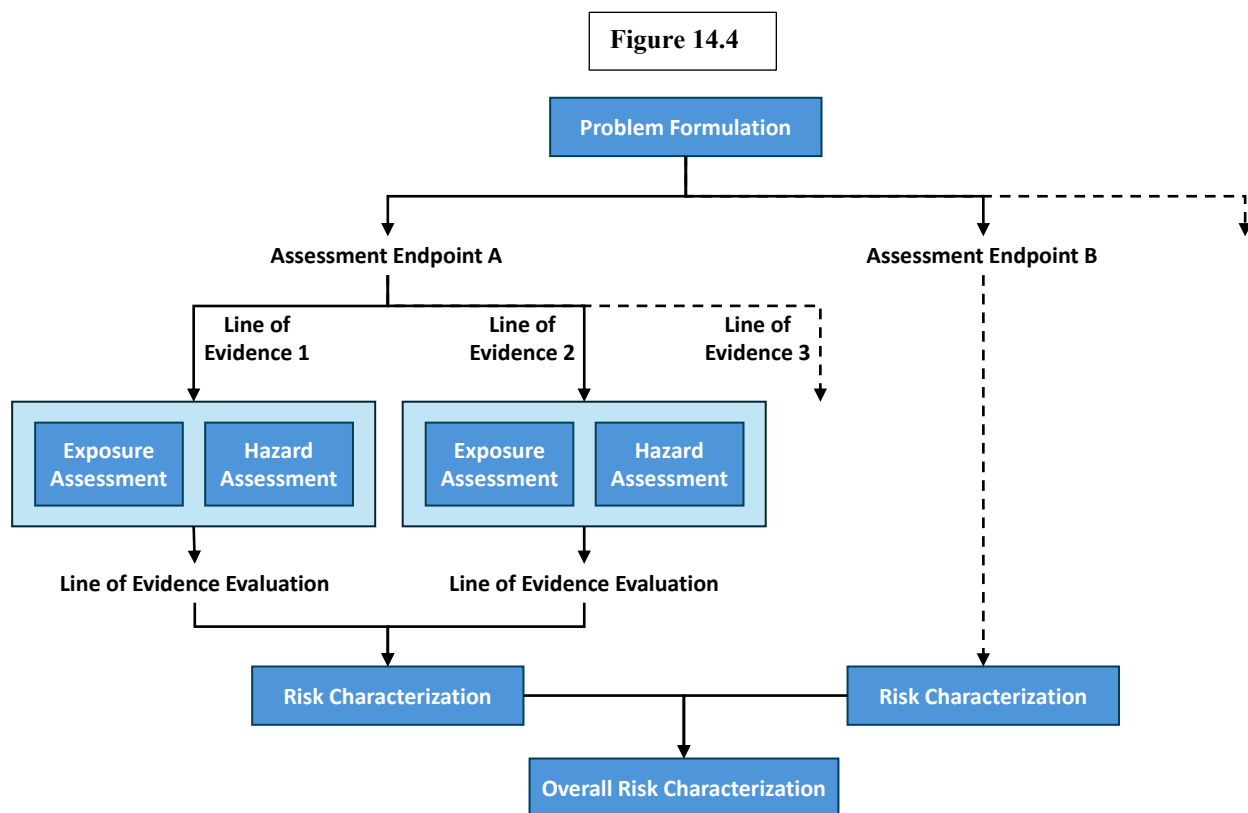 Figure 14.4
Problem Formulation
Assessment Endpoint A
Assessment Endpoint B
Line of
Evidence 1
Line of
Evidence 2
Line of
Evidence 3
Exposure
Assessment
Hazard
Assessment
Exposure
Assessment
Hazard
Assessment
Line of Evidence Evaluation
Line of Evidence Evaluation
Risk Characterization
Risk Characterization
Overall Risk Characterization